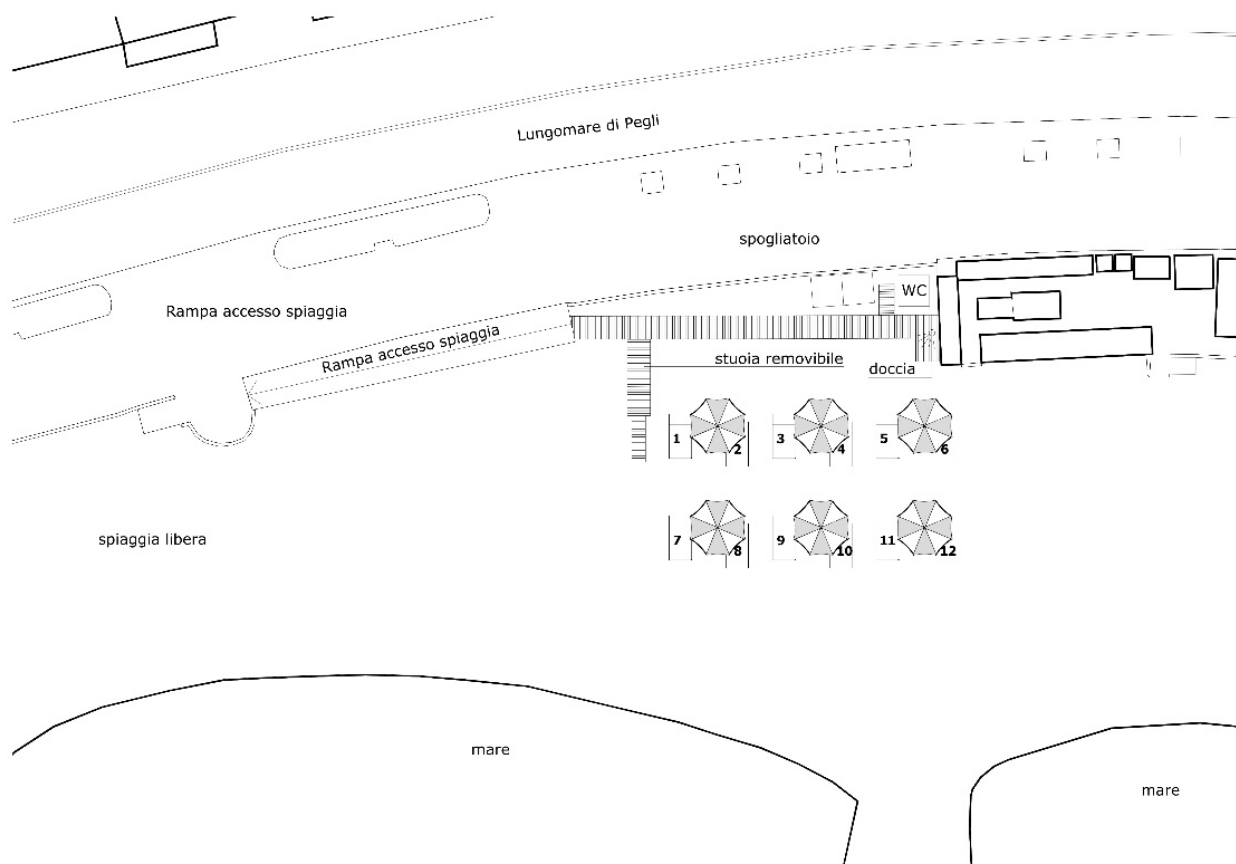 Lungomare di Pegli
spogliatoio
WC
Rampa accesso spiaggia
Rampa accesso spiaggia
stuoia removibile
doccia
1 2 3 4 5 6
spiaggia libera
7 8 9 10 11 12
mare
mare